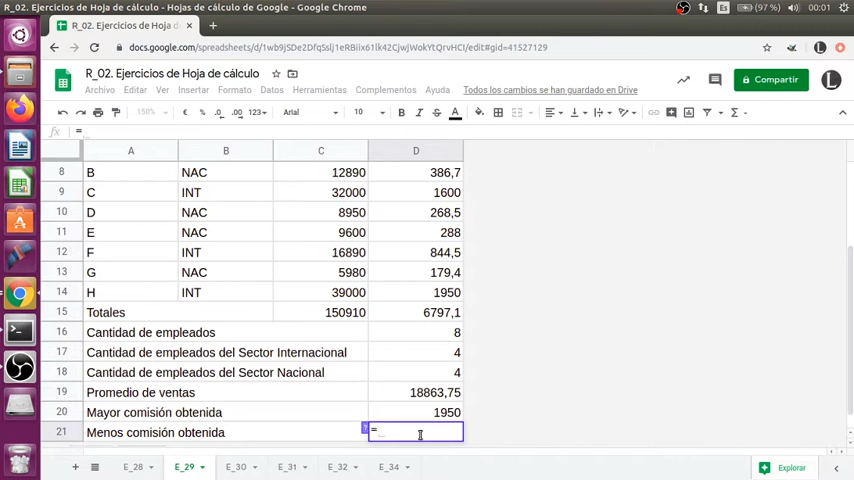 R_02. Ejercicios de Hoja de cálculo - Hojas de cálculo de Google - Google Chrome
Es (97 %) 00:01
R_02. Ejercicios de Hoja de c
docs.google.com/spreadsheets/d/1wb9jSDe2DfqSslj1eRBiix61lk42CjwjWokYtQrvHCI/edit#gid=41527129
R_02. Ejercicios de Hoja de cálculo
Archivo Editar Ver Insertar Formato Datos Herramientas Complementos Ayuda Todos los cambios se han guardado en Drive
Compartir
150% € % .0 .00 123 Arial 10 B I S A
fx =
A B C D
8 B NAC 12890 386,7
9 C INT 32000 1600
10 D NAC 8950 268,5
11 E NAC 9600 288
12 F INT 16890 844,5
13 G NAC 5980 179,4
14 H INT 39000 1950
15 Totales 150910 6797,1
16 Cantidad de empleados 8
17 Cantidad de empleados del Sector Internacional 4
18 Cantidad de empleados del Sector Nacional 4
19 Promedio de ventas 18863,75
20 Mayor comisión obtenida 1950
21 Menos comisión obtenida ? =
E_28 E_29 E_30 E_31 E_32 E_34 Explorar